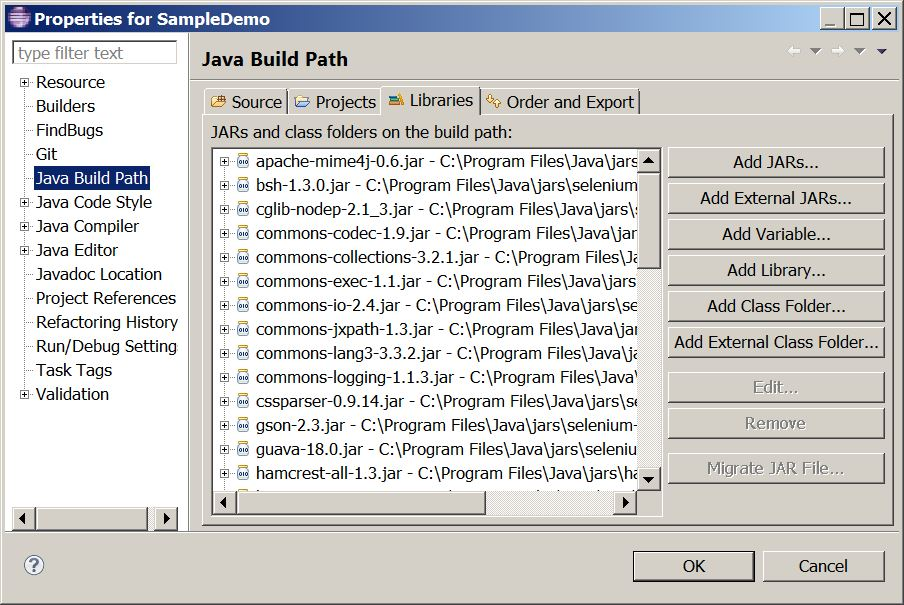 Properties for SampleDemo
type filter text
Resource
Builders
FindBugs
Git
Java Build Path
Java Code Style
Java Compiler
Java Editor
Javadoc Location
Project References
Refactoring History
Run/Debug Setting
Task Tags
Validation
Java Build Path
Source Projects Libraries Order and Export
JARs and class folders on the build path:
apache-mime4j-0.6.jar - C:\Program Files\Java\jars
bsh-1.3.0.jar - C:\Program Files\Java\jars\selenium
cglib-nodep-2.1_3.jar - C:\Program Files\Java\jars\
commons-codec-1.9.jar - C:\Program Files\Java\jar
commons-collections-3.2.1.jar - C:\Program Files\Ja
commons-exec-1.1.jar - C:\Program Files\Java\jars
commons-io-2.4.jar - C:\Program Files\Java\jars\se
commons-jxpath-1.3.jar - C:\Program Files\Java\jar
commons-lang3-3.3.2.jar - C:\Program Files\Java\ja
commons-logging-1.1.3.jar - C:\Program Files\Java\
cssparser-0.9.14.jar - C:\Program Files\Java\jars\se
gson-2.3.jar - C:\Program Files\Java\jars\selenium-
guava-18.0.jar - C:\Program Files\Java\jars\seleniu
hamcrest-all-1.3.jar - C:\Program Files\Java\jars\ha
Add JARs...
Add External JARs...
Add Variable...
Add Library...
Add Class Folder...
Add External Class Folder...
Edit...
Remove
Migrate JAR File...
OK
Cancel